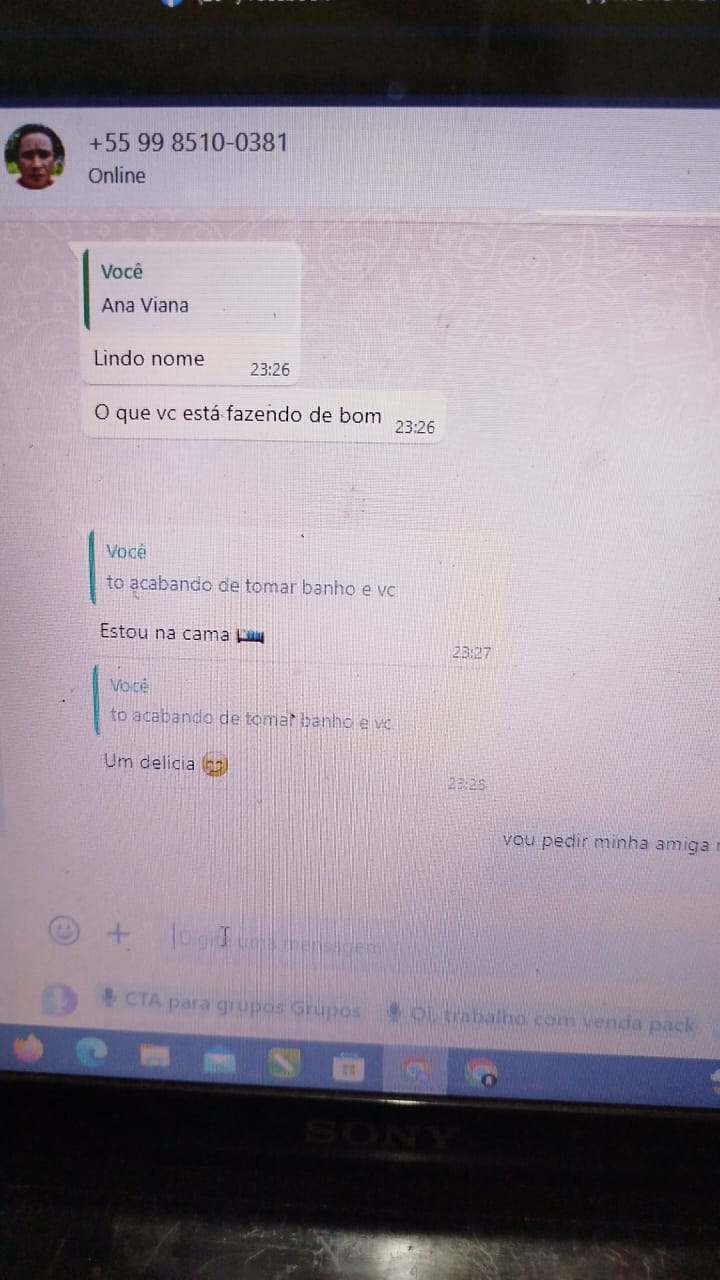 +55 99 8510-0381
Online
Você
Ana Viana
Lindo nome
23:26
O que vc está fazendo de bom
23:26
Você
to acabando de tomar banho e vc
Estou na cama
23:27
Você
to acabando de tomar banho e vc
Um delicia
23:28
vou pedir minha amiga
Digite uma mensagem
CTA para grupos Grupos
Oi, trabalho com venda pack
SONY